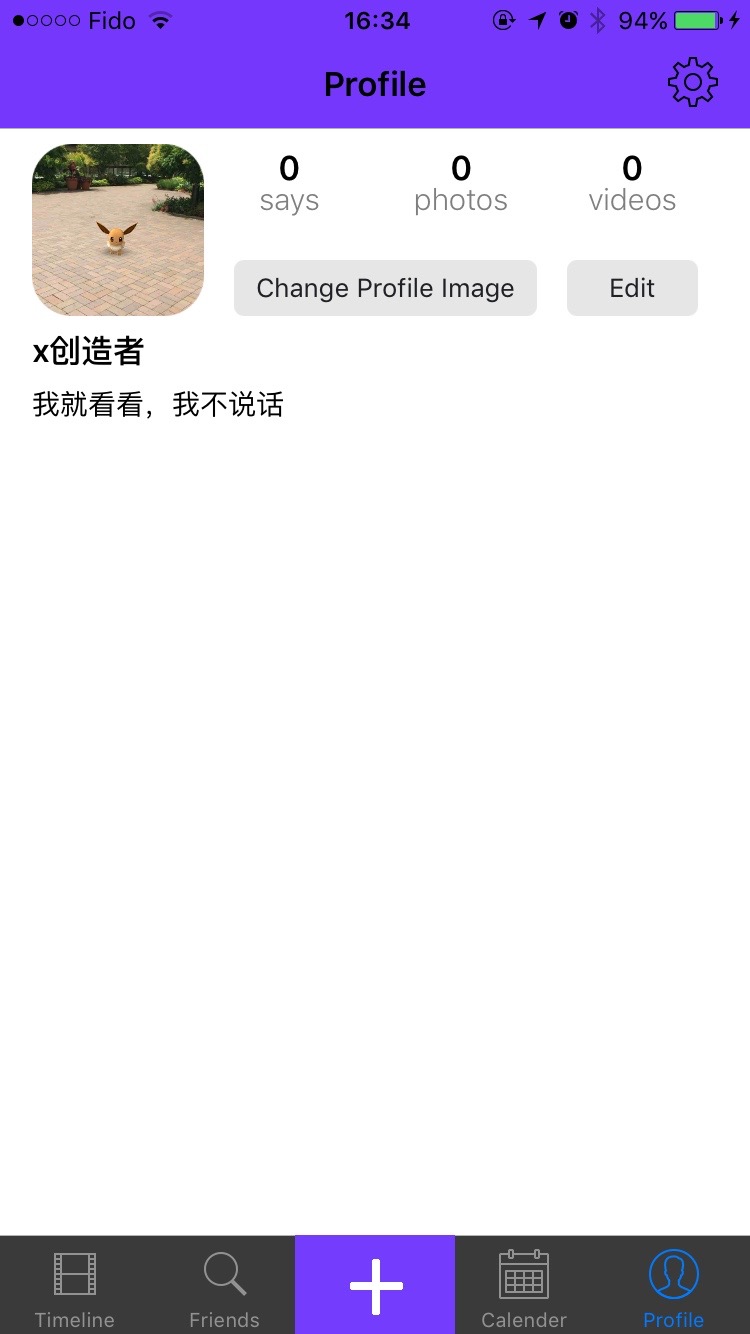 Fido 16:34 94%
Profile
0 0 0
says photos videos
Change Profile Image Edit
x创造者
我就看看，我不说话
Timeline Friends Calender Profile